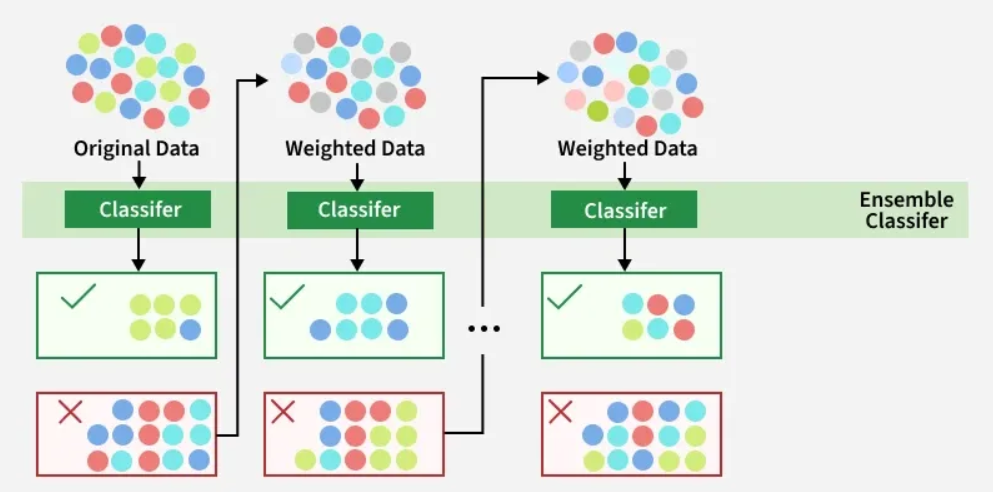 Original Data
Weighted Data
Weighted Data
Classifer
Classifer
Classifer
Ensemble
Classifer
...